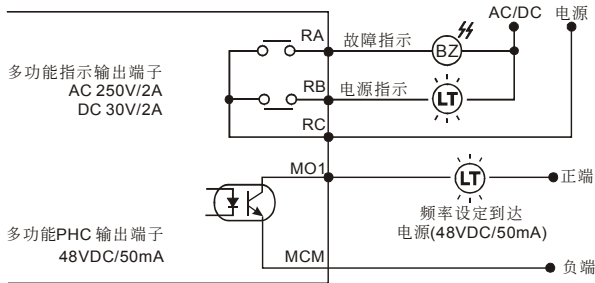 AC/DC 电源
RA 故障指示 BZ
多功能指示输出端子
AC 250V/2A
DC 30V/2A
RB 电源指示 LT
RC
MO1 LT 正端
频率设定到达
电源(48VDC/50mA)
多功能PHC 输出端子
48VDC/50mA
MCM 负端